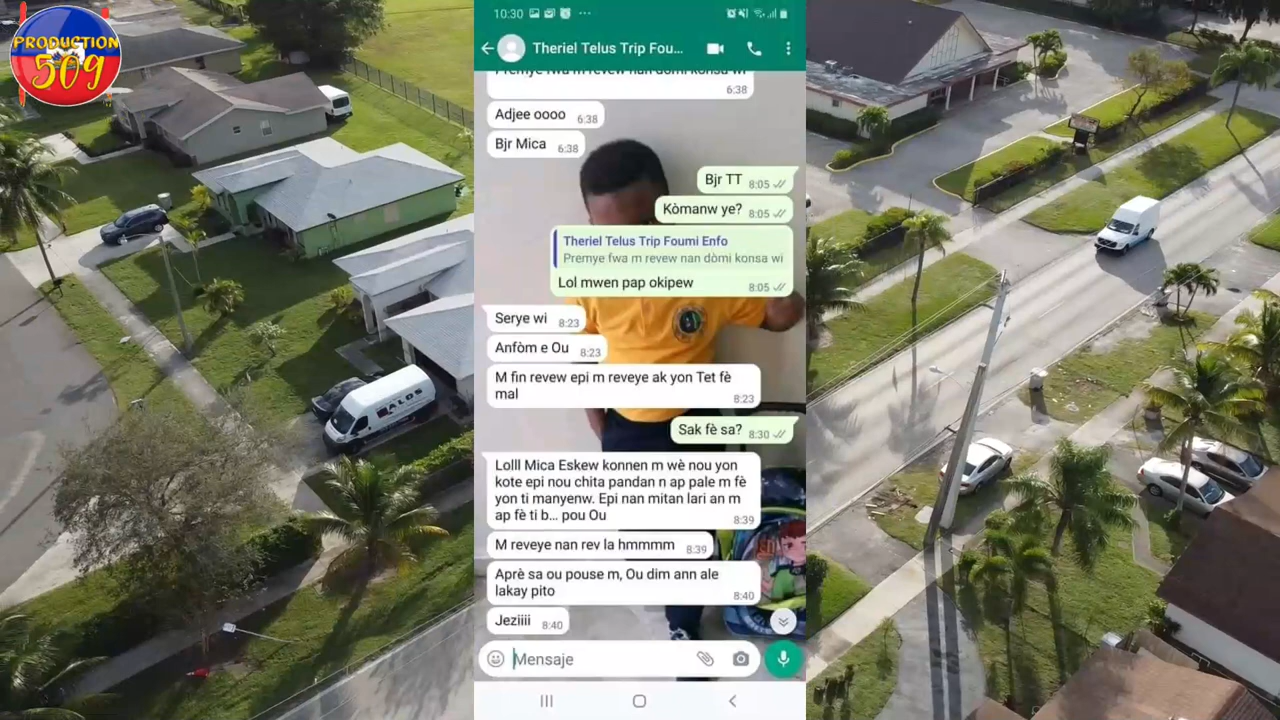 PRODUCTION
509
10:30
Theriel Telus Trip Fou...
Premye fwa m revew nan dòmi konsa wi
6:38
Adjee oooo 6:38
Bjr Mica 6:38
Bjr TT 8:05
Kòmanw ye? 8:05
Theriel Telus Trip Foumi Enfo
Premye fwa m revew nan dòmi konsa wi
Lol mwen pap okipew 8:05
Serye wi 8:23
Anfòm e Ou 8:23
M fin revew epi m reveye ak yon Tet fè
mal 8:23
Sak fè sa? 8:30
Lolll Mica Eskew konnen m wè nou yon
kote epi nou chita pandan n ap pale m fè
yon ti manyenw. Epi nan mitan lari an m
ap fè ti b... pou Ou 8:39
M reveye nan rev la hmmmm 8:39
Aprè sa ou pouse m, Ou dim ann ale
lakay pito 8:40
Jeziiii 8:40
Mensaje